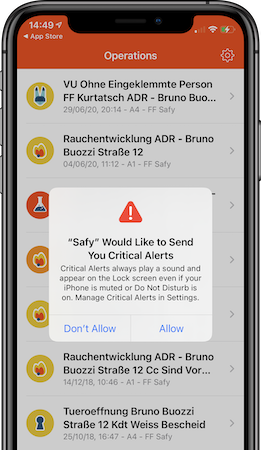 14:49
App Store
Operations
VU Ohne Eingeklemmte Person
FF Kurtatsch ADR - Bruno Buo...
29/06/20, 20:14 - A4 - FF Safy
Rauchentwicklung ADR - Bruno
Buozzi Straße 12
04/06/20, 11:12 - A1 - FF Safy
“Safy” Would Like to Send
You Critical Alerts
Critical Alerts always play a sound and
appear on the Lock screen even if your
iPhone is muted or Do Not Disturb is
on. Manage Critical Alerts in Settings.
Don't Allow
Allow
Rauchentwicklung ADR - Bruno
Buozzi Straße 12 Cc Sind Vor...
14/12/18, 10:46 - A1 - FF Safy
Tueroeffnung Bruno Buozzi
Straße 12 Kdt Weiss Bescheid
25/10/18, 16:47 - A4 - FF Safy